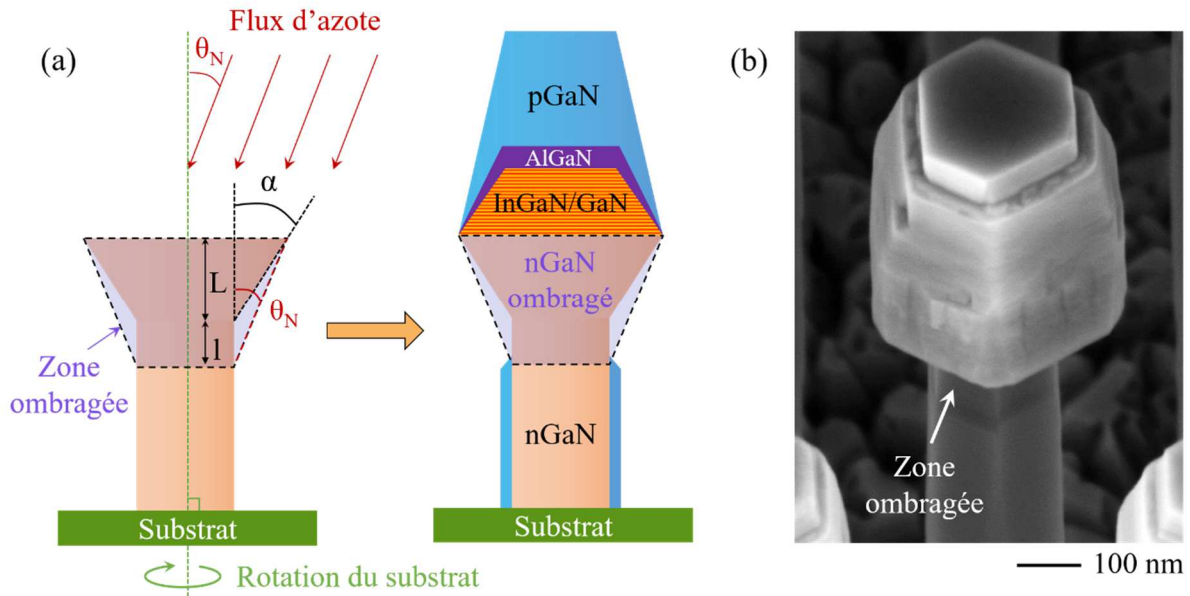 (a)
Flux d'azote
θN
α
L
l
θN
Zone
ombragée
nGaN
Substrat
Rotation du substrat
pGaN
AlGaN
InGaN/GaN
nGaN
ombragé
nGaN
Substrat
(b)
Zone
ombragée
100 nm